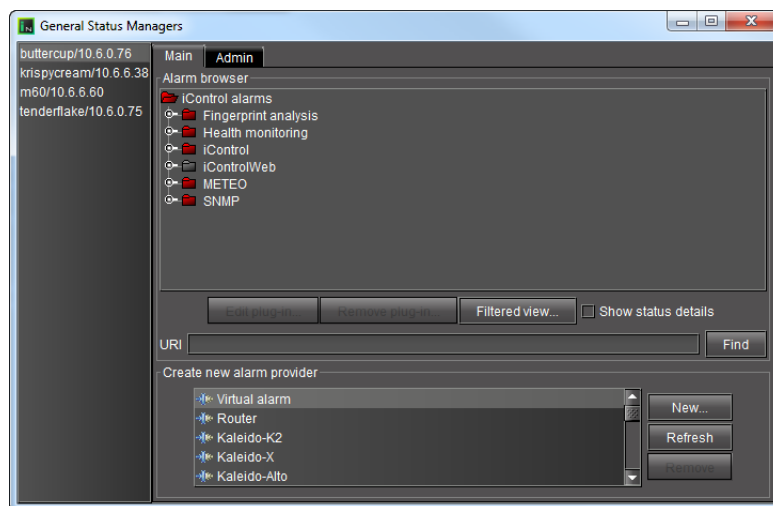 General Status Managers
buttercup/10.6.0.76
krispycream/10.6.6.38
m60/10.6.6.60
tenderflake/10.6.0.75
Main
Admin
Alarm browser
iControl alarms
Fingerprint analysis
Health monitoring
iControl
iControlWeb
METEO
SNMP
Edit plug-in...
Remove plug-in...
Filtered view...
Show status details
URI
Find
Create new alarm provider
Virtual alarm
Router
Kaleido-K2
Kaleido-X
Kaleido-Alto
New...
Refresh
Remove